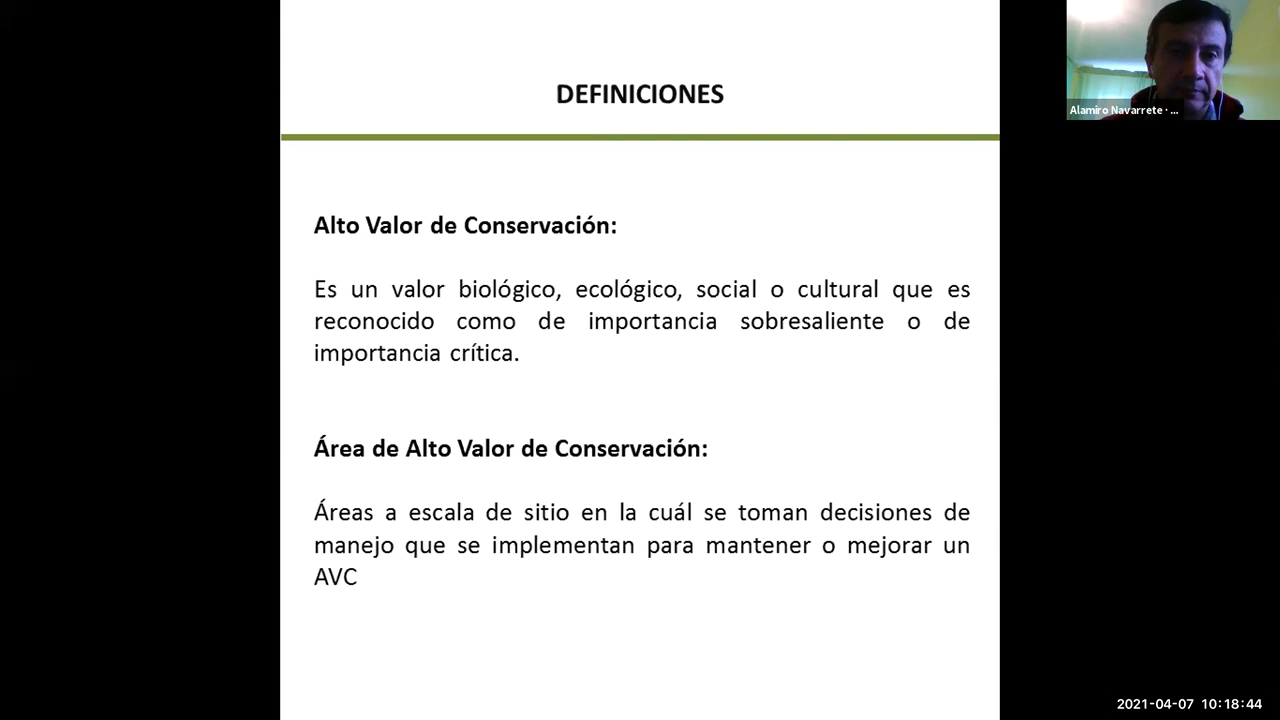 DEFINICIONES
Alamiro Navarrete · ...
Alto Valor de Conservación:
Es un valor biológico, ecológico, social o cultural que es
reconocido como de importancia sobresaliente o de
importancia crítica.
Área de Alto Valor de Conservación:
Áreas a escala de sitio en la cuál se toman decisiones de
manejo que se implementan para mantener o mejorar un
AVC
2021-04-07 10:18:44